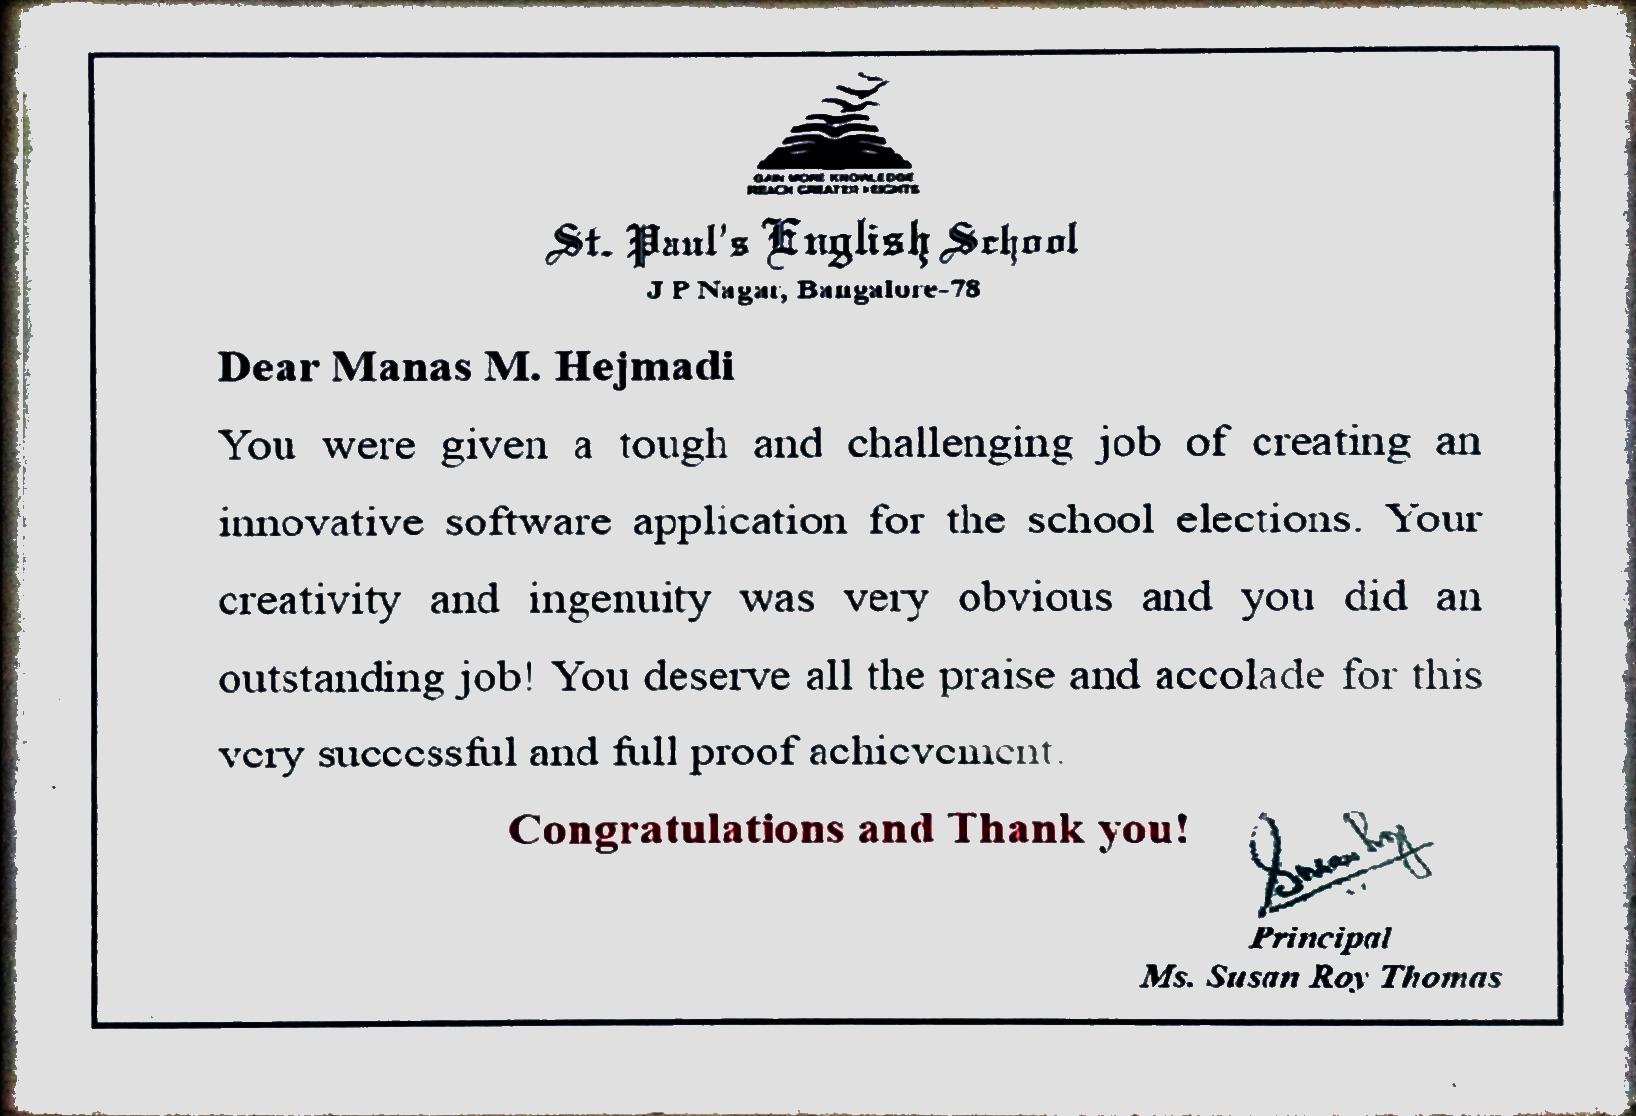 GAIN MORE KNOWLEDGE
REACH GREATER HEIGHTS
St. Paul's English School
J P Nagar, Bangalore-78
Dear Manas M. Hejmadi
You were given a tough and challenging job of creating an
innovative software application for the school elections. Your
creativity and ingenuity was very obvious and you did an
outstanding job! You deserve all the praise and accolade for this
very successful and full proof achievement.
Congratulations and Thank you!
Susan Roy
Principal
Ms. Susan Roy Thomas